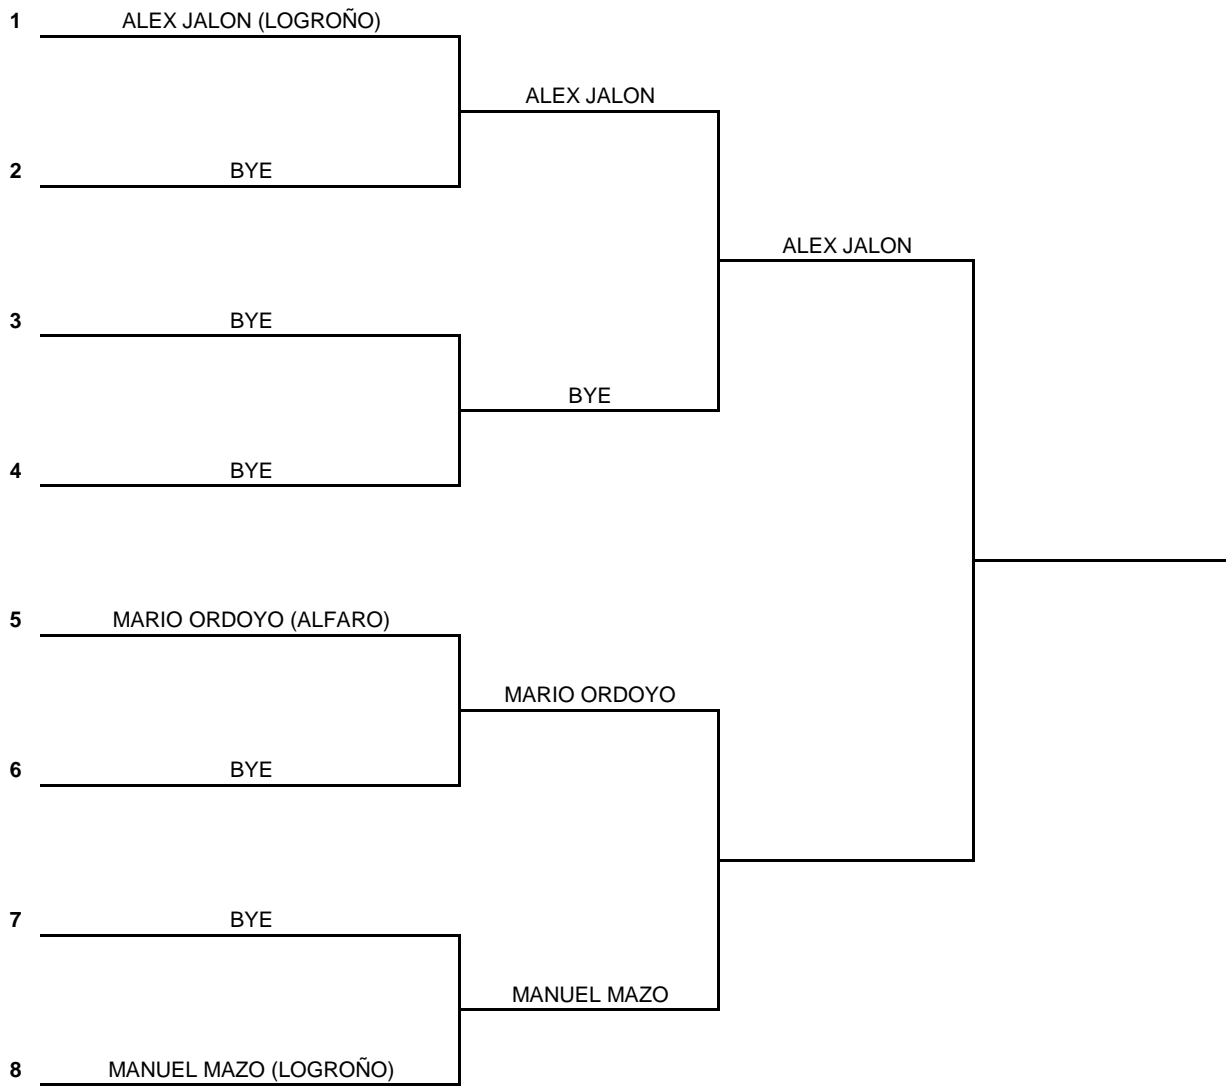 1 ALEX JALON (LOGROÑO)
ALEX JALON
2 BYE
ALEX JALON
3 BYE
BYE
4 BYE
5 MARIO ORDOYO (ALFARO)
MARIO ORDOYO
6 BYE
7 BYE
MANUEL MAZO
8 MANUEL MAZO (LOGROÑO)